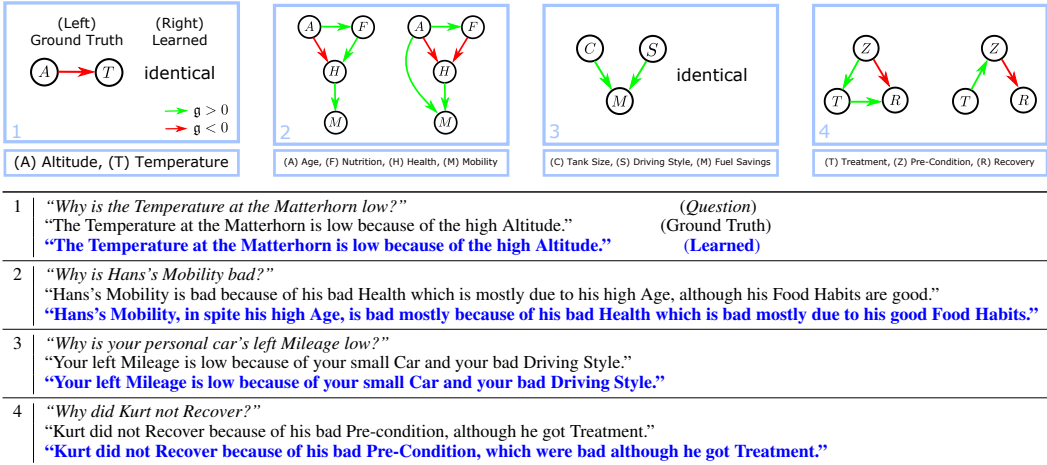 (Left) (Right)
Ground Truth Learned
A T identical
g > 0
g < 0
1
(A) Altitude, (T) Temperature
A F A F
H H
M M
2
(A) Age, (F) Nutrition, (H) Health, (M) Mobility
C S
identical
M
3
(C) Tank Size, (S) Driving Style, (M) Fuel Savings
Z Z
T R T R
4
(T) Treatment, (Z) Pre-Condition, (R) Recovery
1 "Why is the Temperature at the Matterhorn low?" (Question)
"The Temperature at the Matterhorn is low because of the high Altitude." (Ground Truth)
"The Temperature at the Matterhorn is low because of the high Altitude." (Learned)
2 "Why is Hans's Mobility bad?"
"Hans's Mobility is bad because of his bad Health which is mostly due to his high Age, although his Food Habits are good."
"Hans's Mobility, in spite his high Age, is bad mostly because of his bad Health which is bad mostly due to his good Food Habits."
3 "Why is your personal car's left Mileage low?"
"Your left Mileage is low because of your small Car and your bad Driving Style."
"Your left Mileage is low because of your small Car and your bad Driving Style."
4 "Why did Kurt not Recover?"
"Kurt did not Recover because of his bad Pre-condition, although he got Treatment."
"Kurt did not Recover because of his bad Pre-Condition, which were bad although he got Treatment."